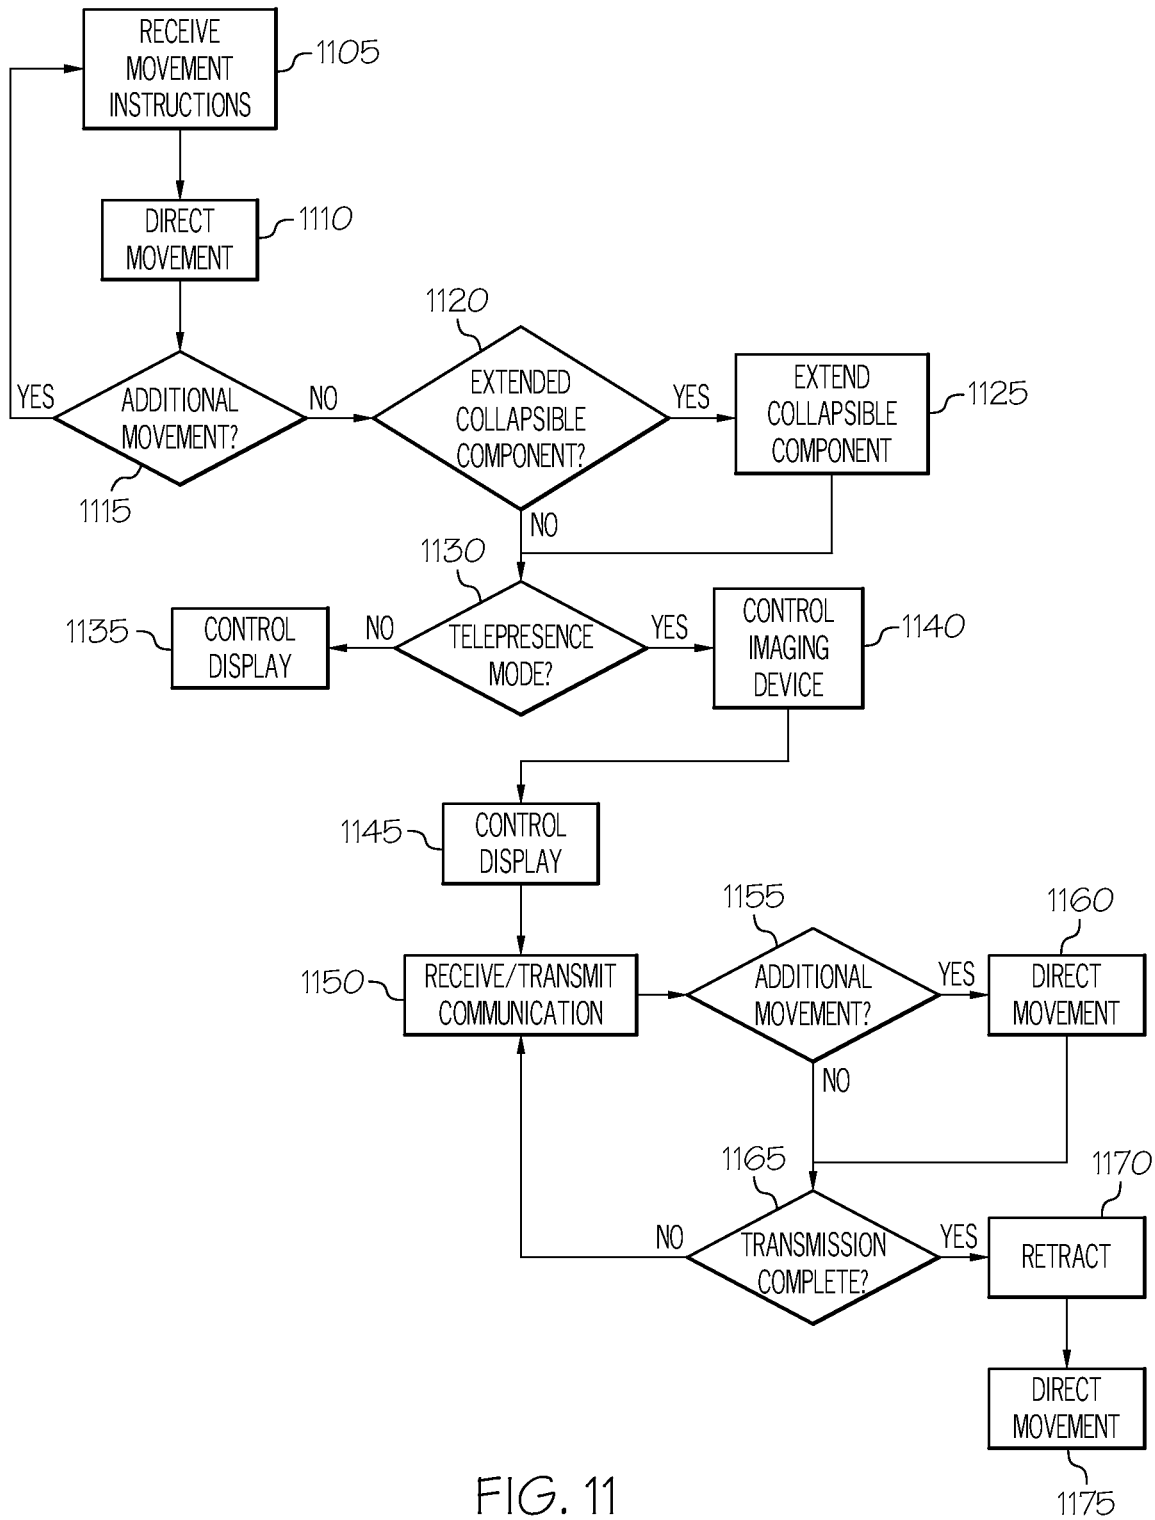 RECEIVE
MOVEMENT
INSTRUCTIONS
1105
DIRECT
MOVEMENT
1110
ADDITIONAL
MOVEMENT?
YES
NO
1115
1120
EXTENDED
COLLAPSIBLE
COMPONENT?
YES
NO
EXTEND
COLLAPSIBLE
COMPONENT
1125
1130
TELEPRESENCE
MODE?
NO
YES
1135
CONTROL
DISPLAY
CONTROL
IMAGING
DEVICE
1140
1145
CONTROL
DISPLAY
1150
RECEIVE/TRANSMIT
COMMUNICATION
1155
ADDITIONAL
MOVEMENT?
YES
NO
1160
DIRECT
MOVEMENT
1165
TRANSMISSION
COMPLETE?
NO
YES
1170
RETRACT
DIRECT
MOVEMENT
1175
FIG. 11